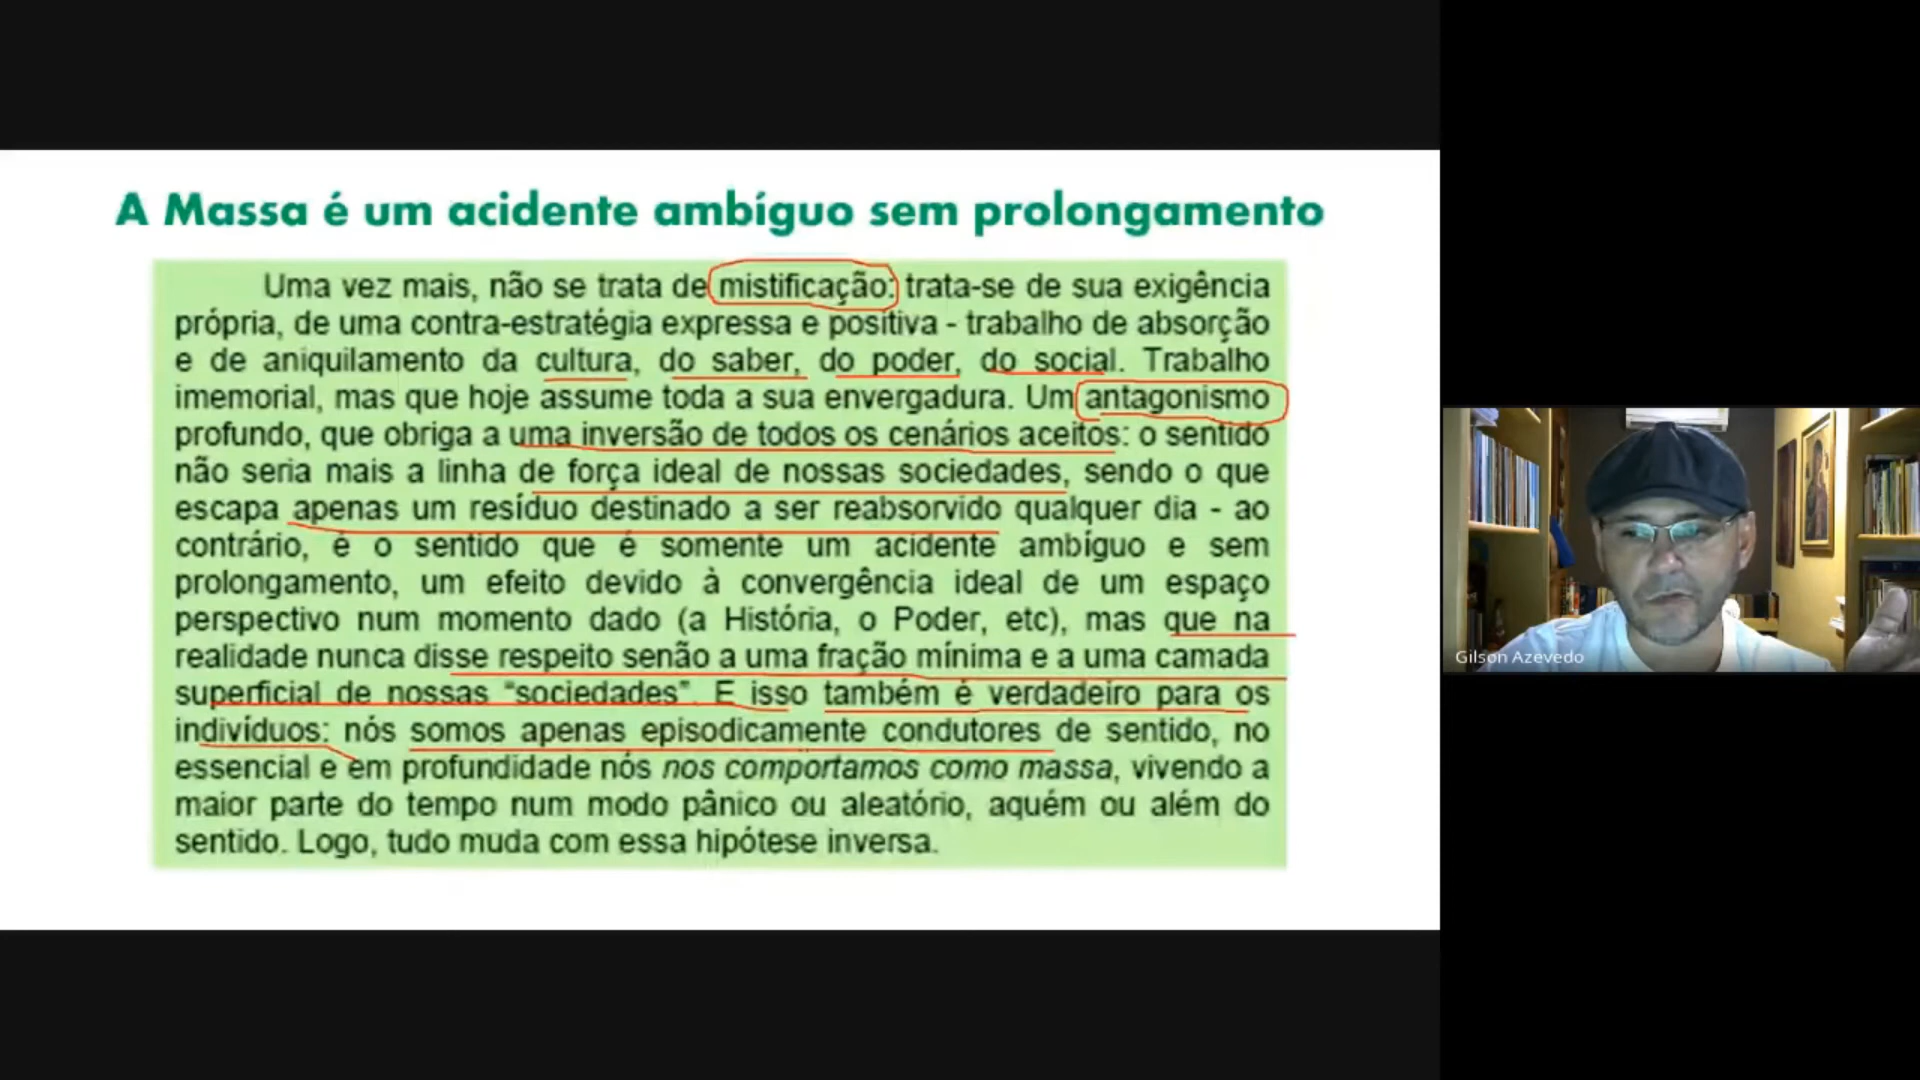 A Massa é um acidente ambíguo sem prolongamento
Uma vez mais, não se trata de mistificação: trata-se de sua exigência
própria, de uma contra-estratégia expressa e positiva - trabalho de absorção
e de aniquilamento da cultura, do saber, do poder, do social. Trabalho
imemorial, mas que hoje assume toda a sua envergadura. Um antagonismo
profundo, que obriga a uma inversão de todos os cenários aceitos: o sentido
não seria mais a linha de força ideal de nossas sociedades, sendo o que
escapa apenas um resíduo destinado a ser reabsorvido qualquer dia - ao
contrário, é o sentido que é somente um acidente ambíguo e sem
prolongamento, um efeito devido à convergência ideal de um espaço
perspectivo num momento dado (a História, o Poder, etc), mas que na
realidade nunca disse respeito senão a uma fração mínima e a uma camada
superficial de nossas "sociedades". E isso também é verdadeiro para os
indivíduos: nós somos apenas episodicamente condutores de sentido, no
essencial e em profundidade nós nos comportamos como massa, vivendo a
maior parte do tempo num modo pânico ou aleatório, aquém ou além do
sentido. Logo, tudo muda com essa hipótese inversa.
Gilson Azevedo